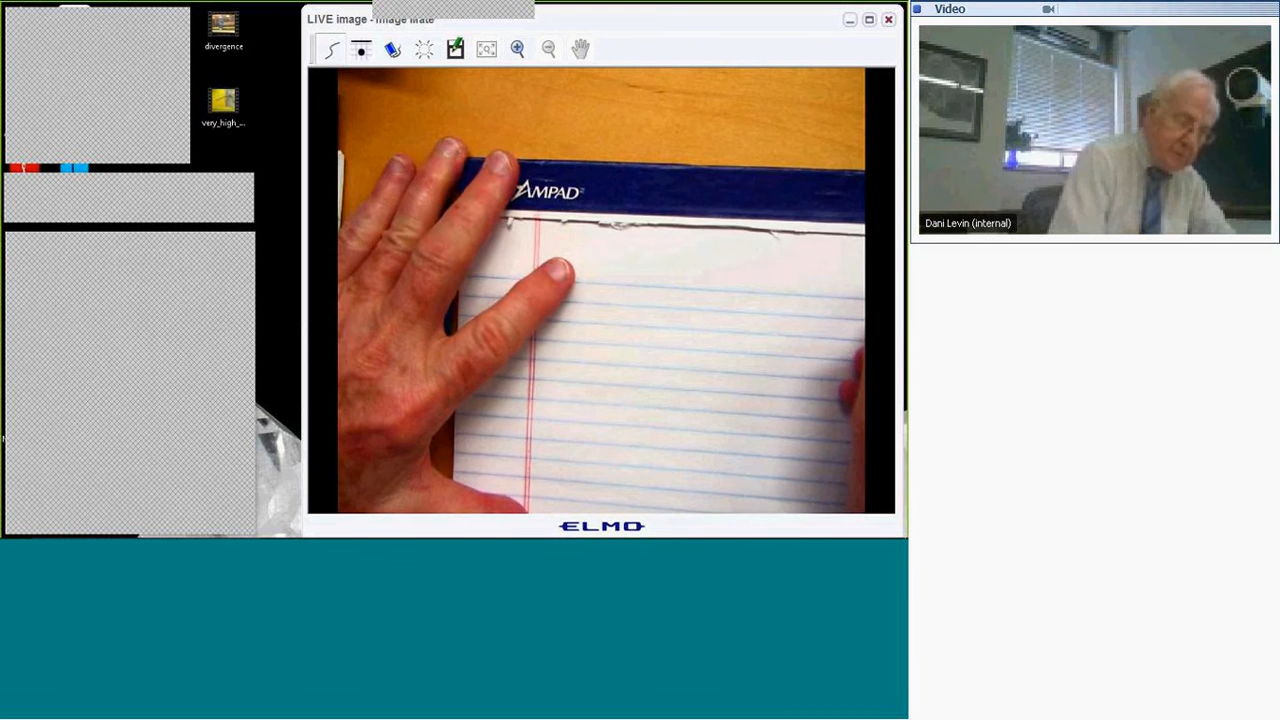 LIVE image - Image Mate
Video
divergence
very_high_...
AMPAD
Dani Levin (internal)
ELMO